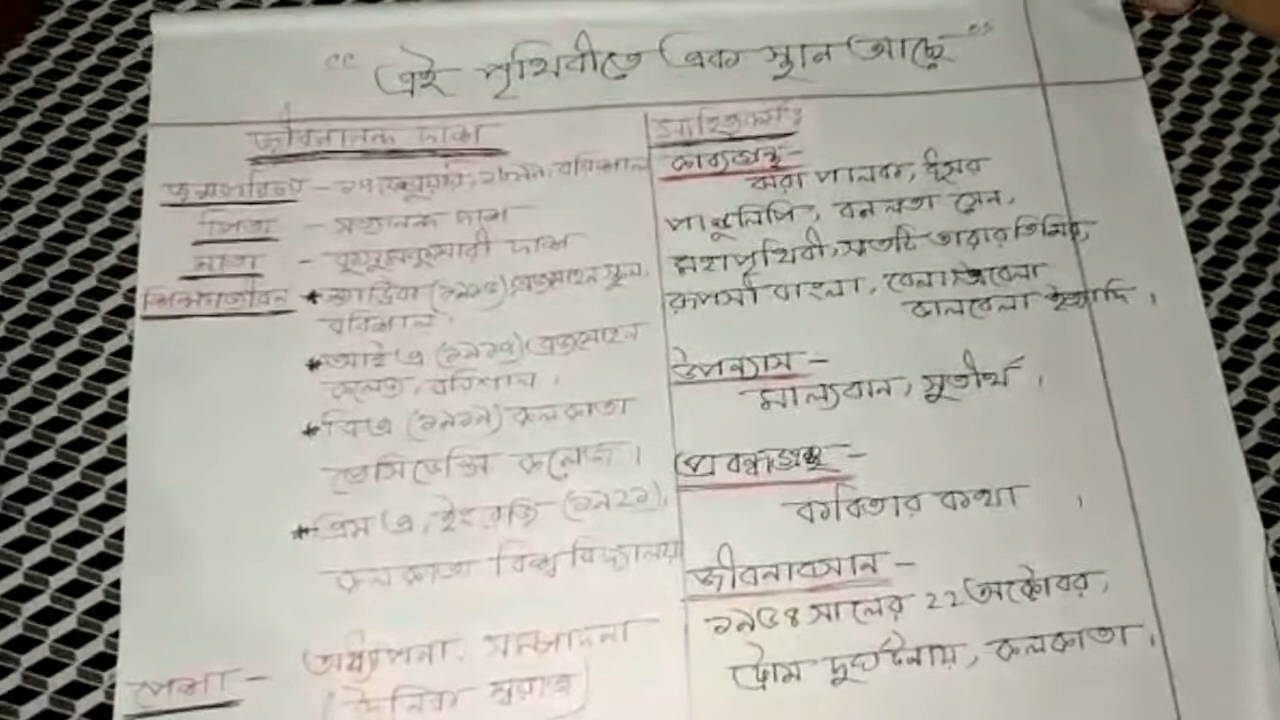 "এই পৃথিবীতে এক স্থান আছে"
জীবনানন্দ দাশ
জন্মপরিচয় - ১৭ ফেব্রুয়ারি, ১৮৯৯, বরিশাল
পিতা - সত্যানন্দ দাশ
মাতা - কুসুমকুমারী দাশ
শিক্ষাজীবন * ম্যাট্রিক (১৯১৫) ব্রজমোহন স্কুল,
বরিশাল।
* আই এ (১৯১৭) ব্রজমোহন
কলেজ, বরিশাল।
* বিএ (১৯১৯) কলকাতা
প্রেসিডেন্সি কলেজ।
* এম এ, ইংরেজি (১৯২১),
কলকাতা বিশ্ববিদ্যালয়
পেশা - অধ্যাপনা, সম্পাদনা
(দৈনিক স্বরাজ)
সাহিত্যকর্মঃ
কাব্যগ্রন্থ -
ঝরা পালক, ধূসর
পাণ্ডুলিপি, বনলতা সেন,
মহাপৃথিবী, সাতটি তারার তিমির,
রূপসী বাংলা, বেলা অবেলা
কালবেলা ইত্যাদি।
উপন্যাস -
মাল্যবান, সুতীর্থ।
প্রবন্ধগ্রন্থ -
কবিতার কথা ।
জীবনাবসান -
১৯৫৪ সালের ২২ অক্টোবর,
ট্রাম দুর্ঘটনায়, কলকাতা।